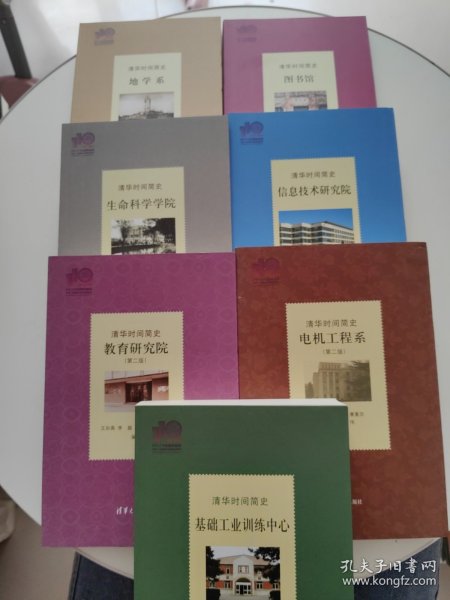 清华时间简史
地学系
清华时间简史
图书馆
清华时间简史
生命科学学院
清华时间简史
信息技术研究院
清华时间简史
教育研究院
(第二版)
清华时间简史
电机工程系
(第二版)
清华时间简史
基础工业训练中心
孔夫子旧书网
www.kongfz.com